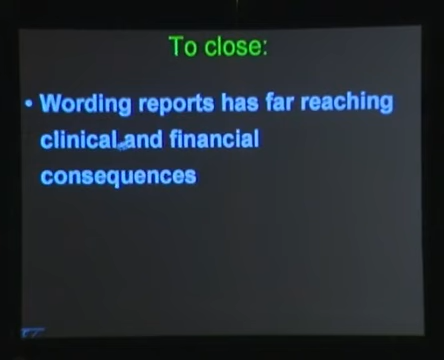 To close:
• Wording reports has far reaching
clinical and financial
consequences